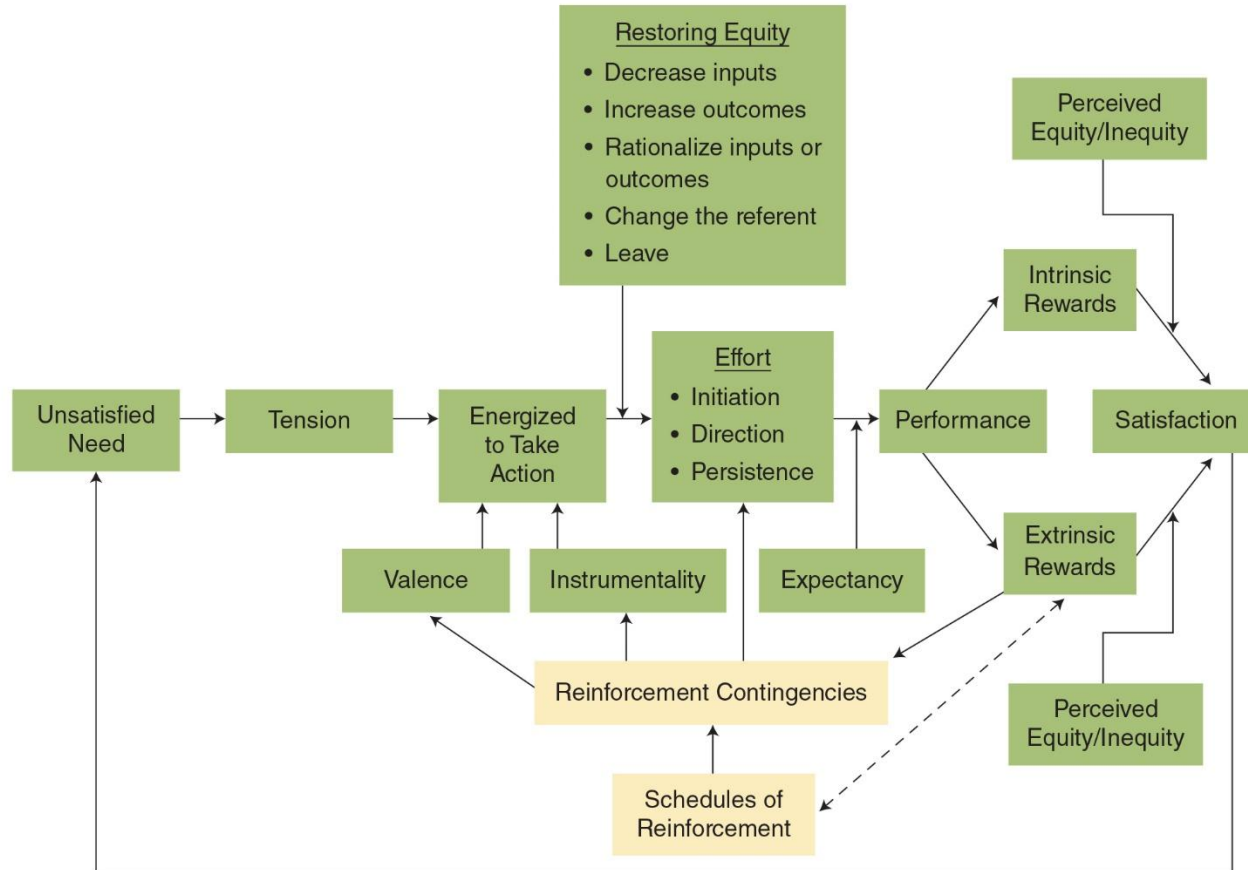 Restoring Equity
• Decrease inputs
• Increase outcomes
• Rationalize inputs or
outcomes
• Change the referent
• Leave
Perceived
Equity/Inequity
Intrinsic
Rewards
Unsatisfied
Need
Tension
Energized
to Take
Action
Effort
• Initiation
• Direction
• Persistence
Performance
Satisfaction
Valence
Instrumentality
Expectancy
Extrinsic
Rewards
Reinforcement Contingencies
Perceived
Equity/Inequity
Schedules of
Reinforcement